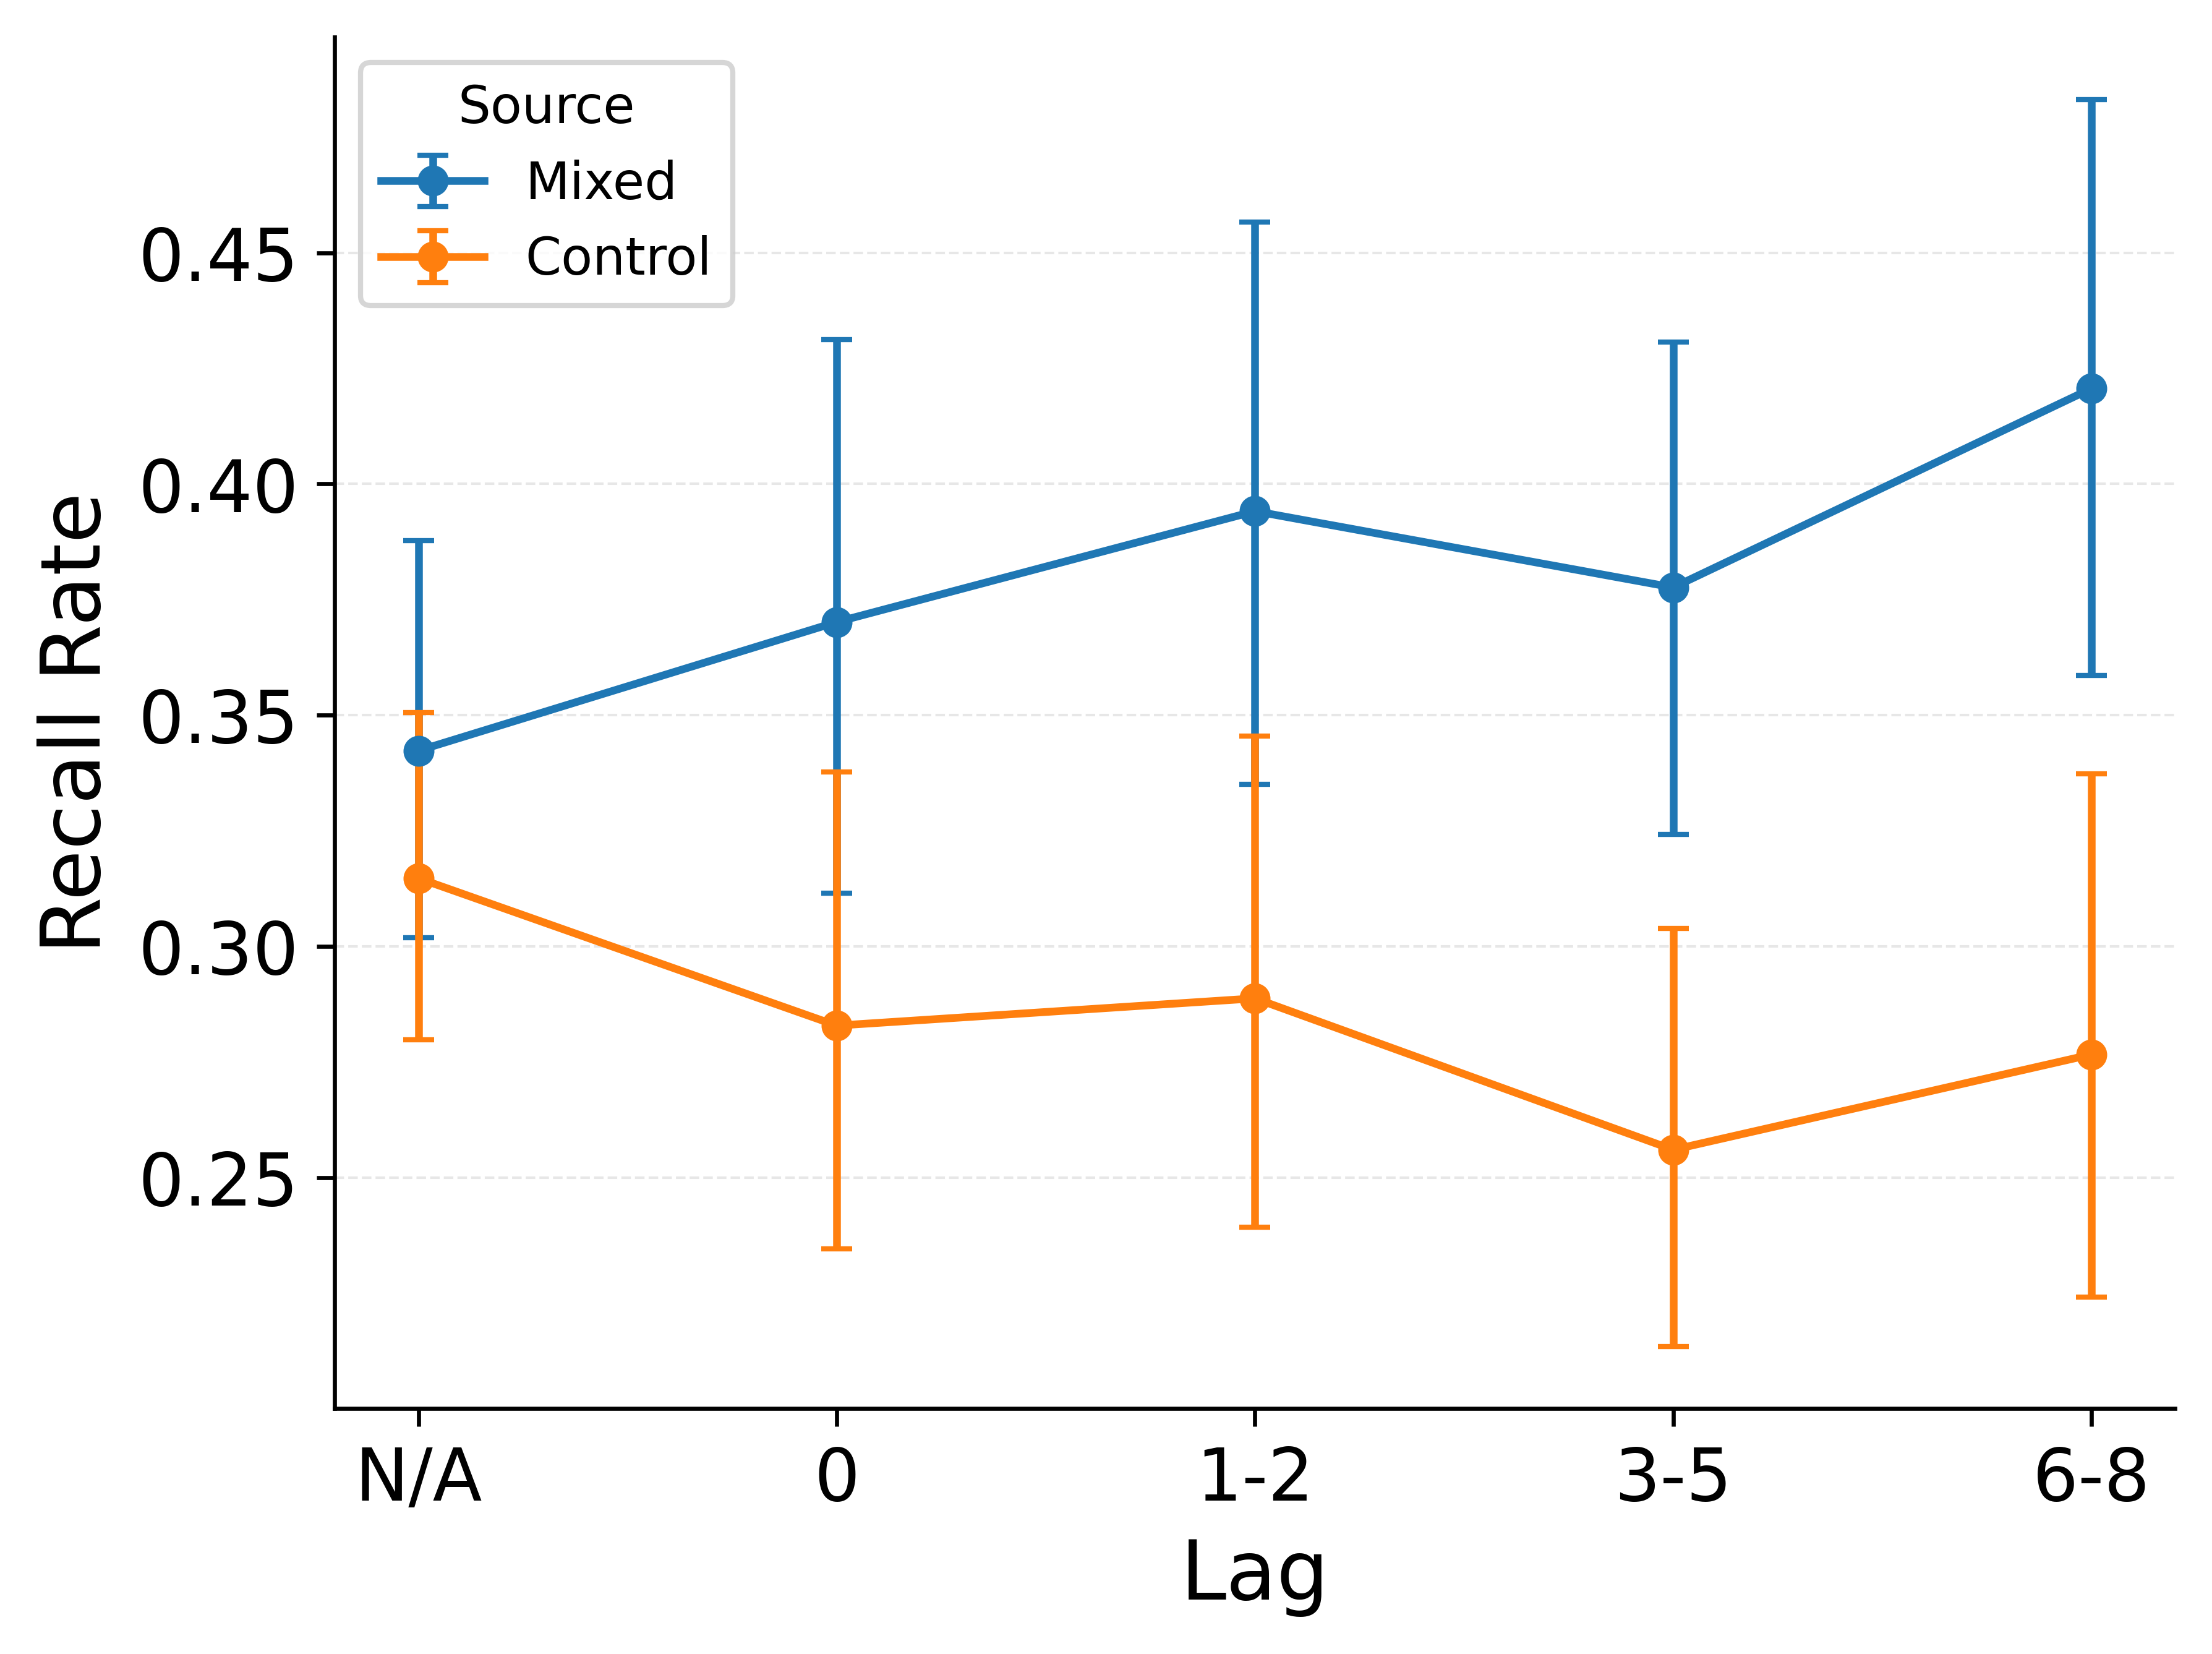 Source
Mixed
Control
0.45
0.40
0.35
0.30
0.25
Recall Rate
N/A 0 1-2 3-5 6-8
Lag